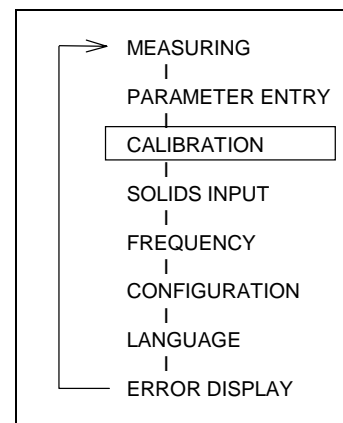 MEASURING
PARAMETER ENTRY
CALIBRATION
SOLIDS INPUT
FREQUENCY
CONFIGURATION
LANGUAGE
ERROR DISPLAY